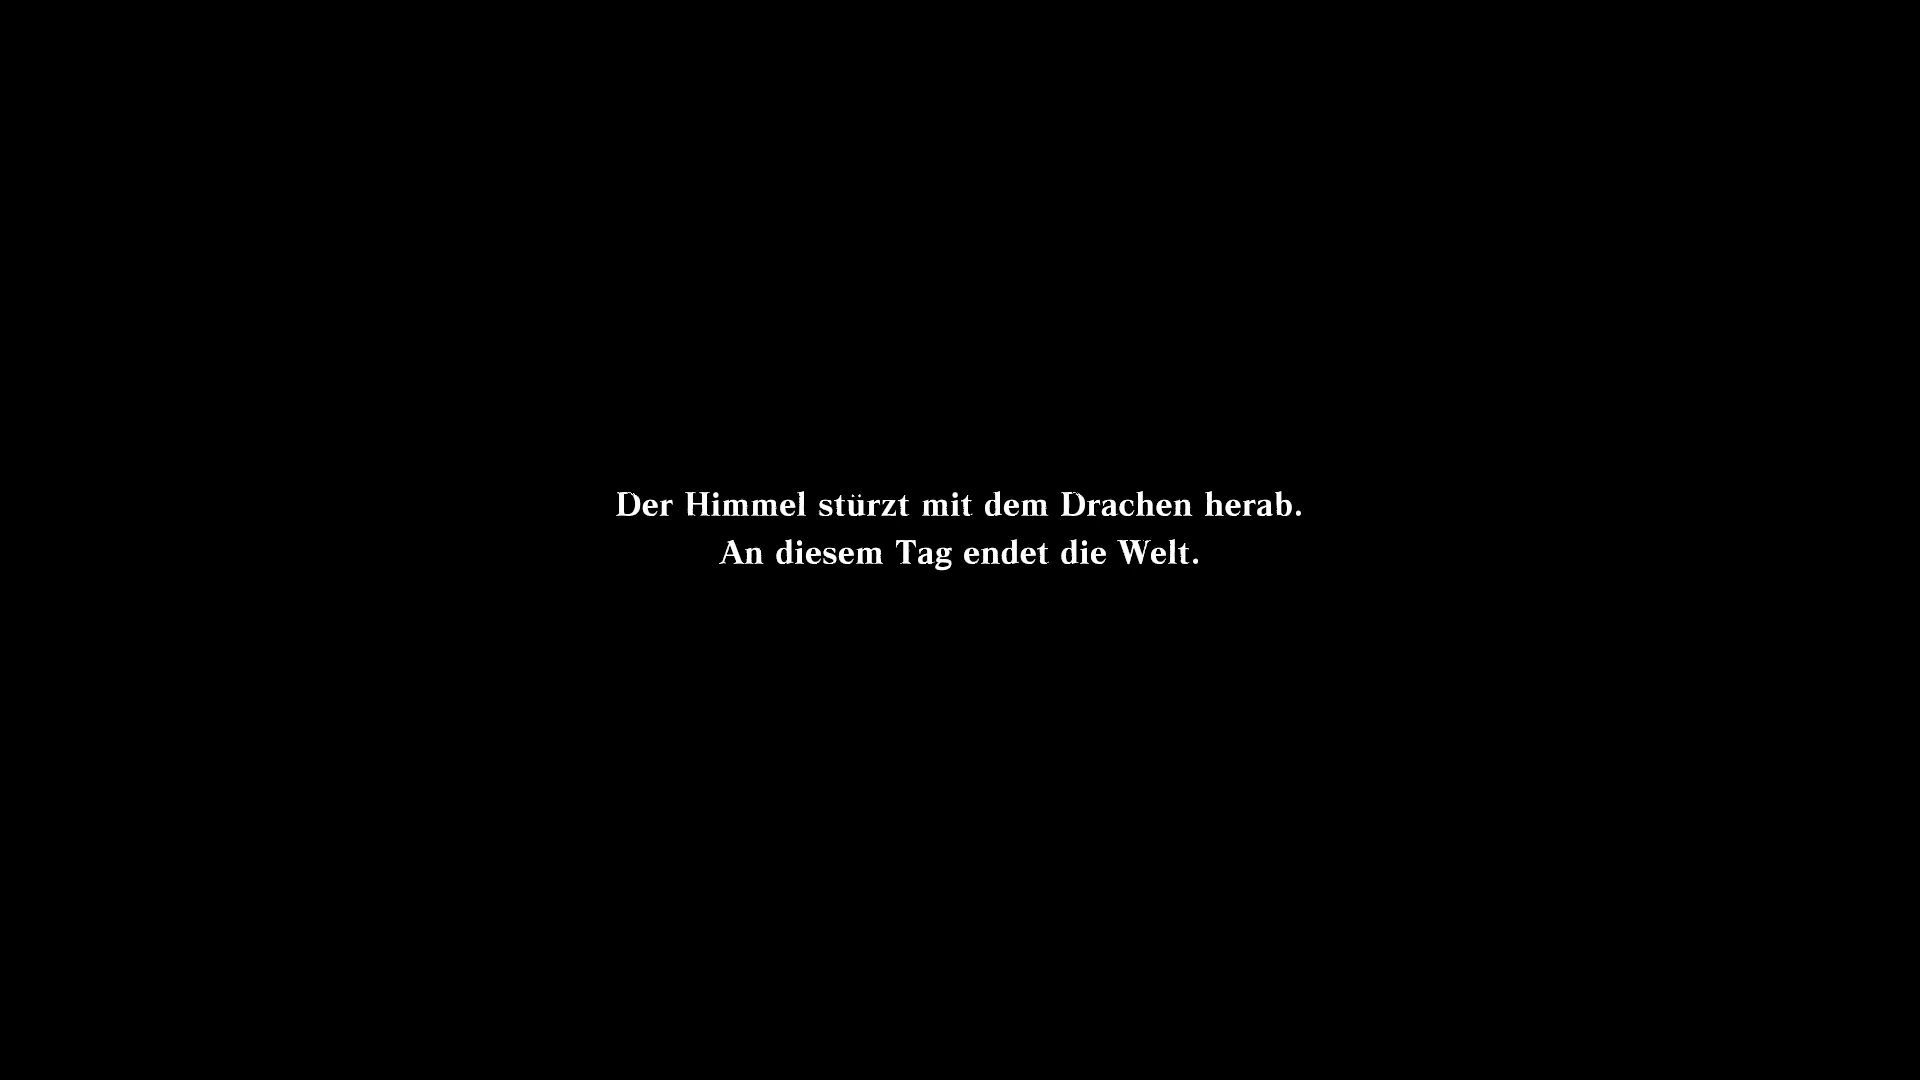 Der Himmel stürzt mit dem Drachen herab.
An diesem Tag endet die Welt.